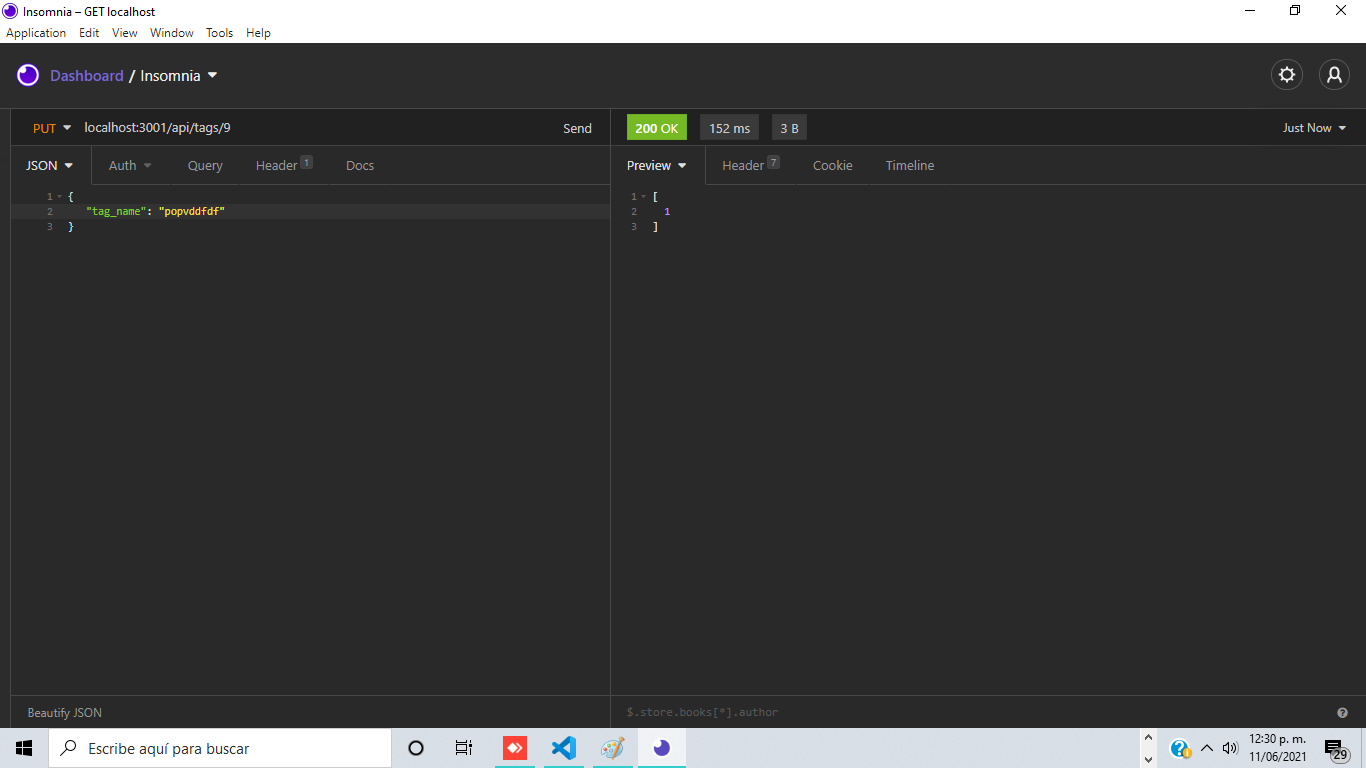 Insomnia – GET localhost
Application Edit View Window Tools Help
Dashboard / Insomnia
PUT localhost:3001/api/tags/9 Send
200 OK 152 ms 3 B Just Now
JSON Auth Query Header 1 Docs
Preview Header 7 Cookie Timeline
1 {
2 "tag_name": "popvddfdf"
3 }
1 [
2 1
3 ]
Beautify JSON
$.store.books[*].author
Escribe aquí para buscar
12:30 p. m.
11/06/2021
29